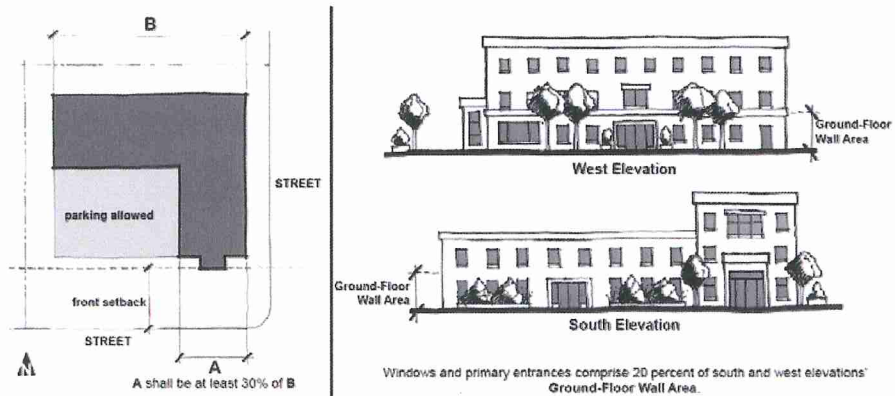 B
STREET
parking allowed
front setback
STREET
A
A shall be at least 30% of B
Ground-Floor
Wall Area
West Elevation
Ground-Floor
Wall Area
South Elevation
Windows and primary entrances comprise 20 percent of south and west elevations'
Ground-Floor Wall Area.